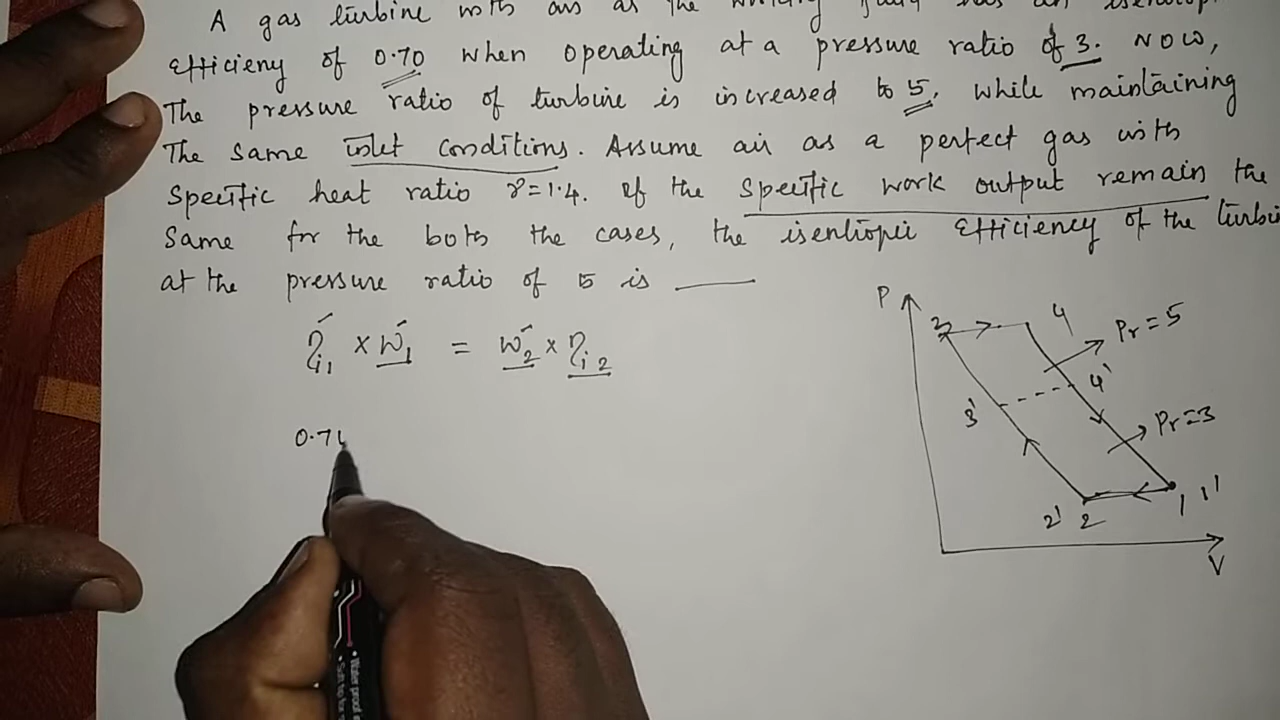 A gas turbine with air as the working fluid has an isentropi
Efficieny of 0.70 when operating at a pressure ratio of 3. Now,
The pressure ratio of turbine is increased to 5, while maintaining
The same inlet conditions. Assume air as a perfect gas with
Specific heat ratio γ=1.4. If the specific work output remain the
Same for the both the cases, the isentropic Efficiency of the turbi
at the pressure ratio of 5 is ____
ηi1 × W1 = W2 × ηi2
0.7
P
3
4
Pr = 5
4'
3'
Pr=3
2' 2
1 1'
V
Water proof